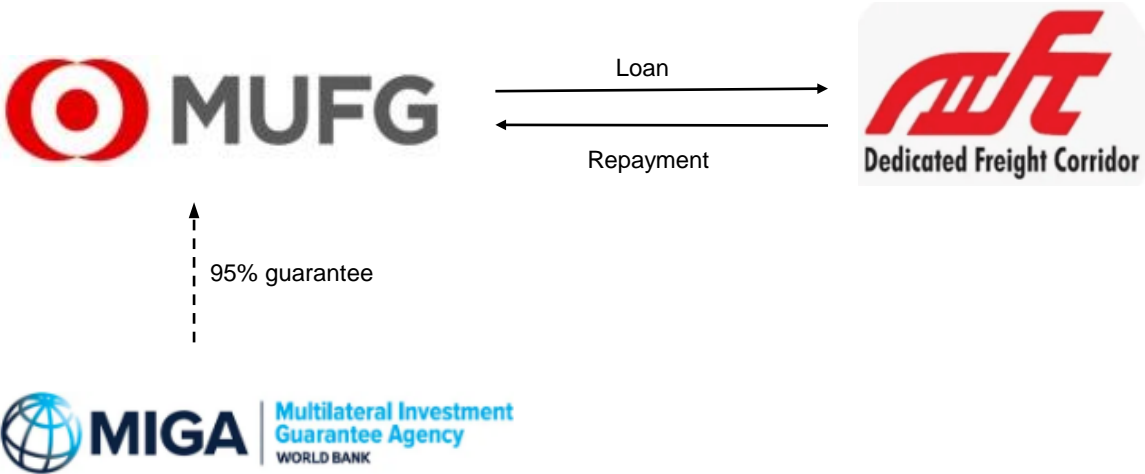 MUFG
Loan
Repayment
Dedicated Freight Corridor
95% guarantee
MIGA
Multilateral Investment
Guarantee Agency
WORLD BANK